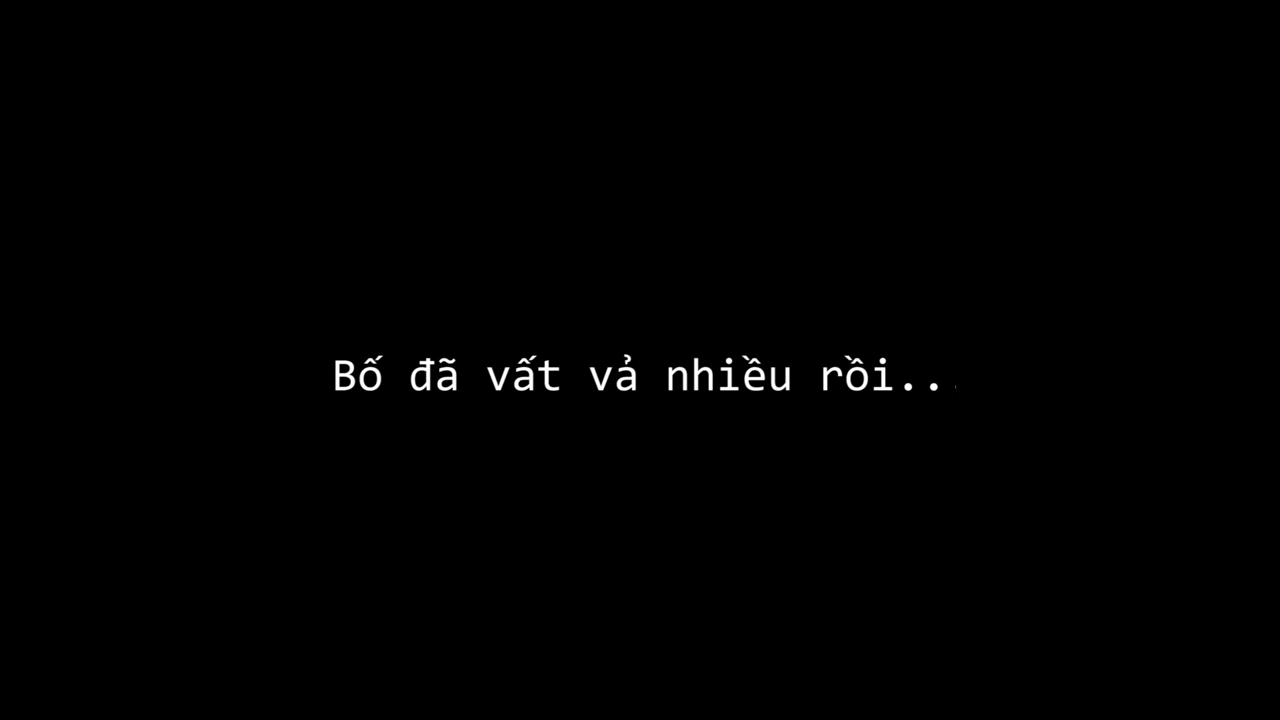 Bố đã vất vả nhiều rồi...